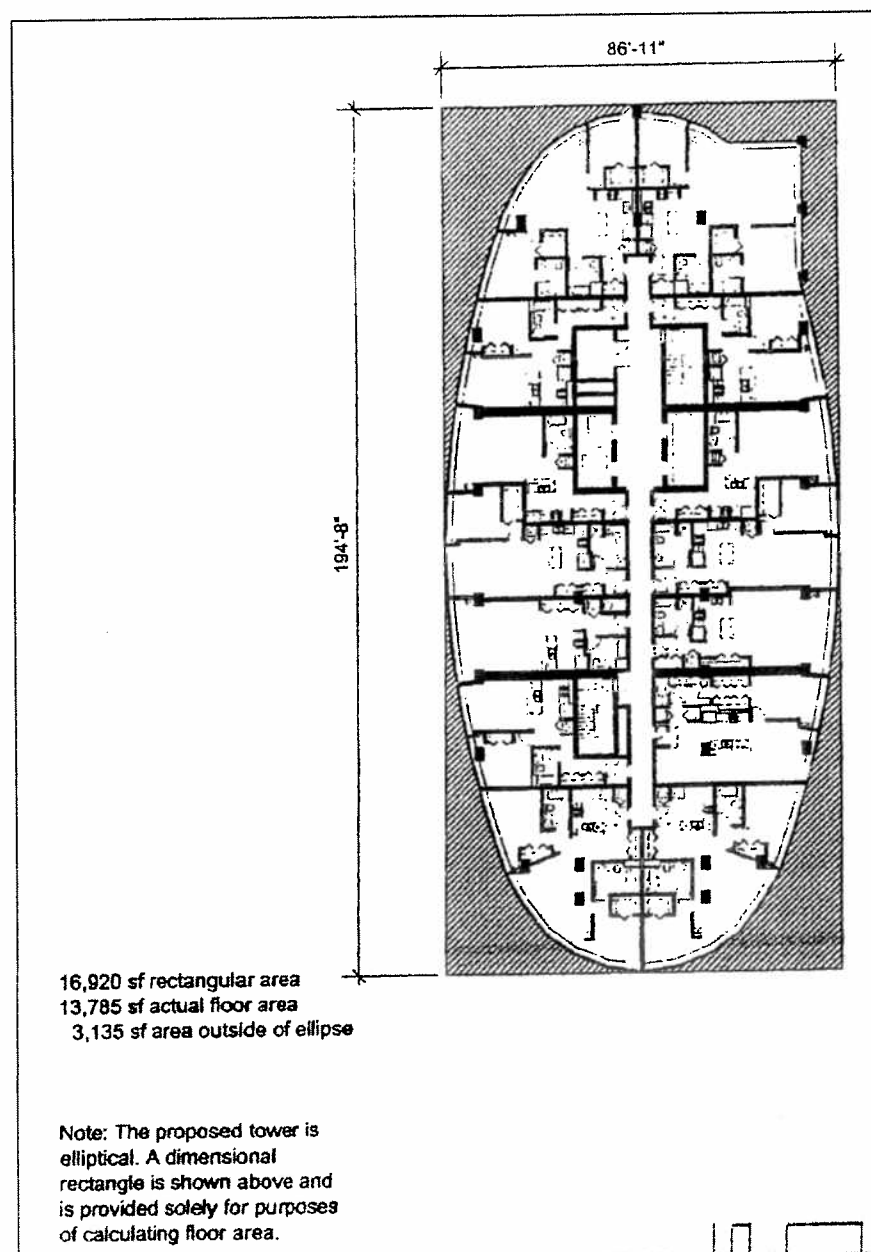 86'-11"
194'-8"
16,920 sf rectangular area
13,785 sf actual floor area
3,135 sf area outside of ellipse
Note: The proposed tower is
elliptical. A dimensional
rectangle is shown above and
is provided solely for purposes
of calculating floor area.